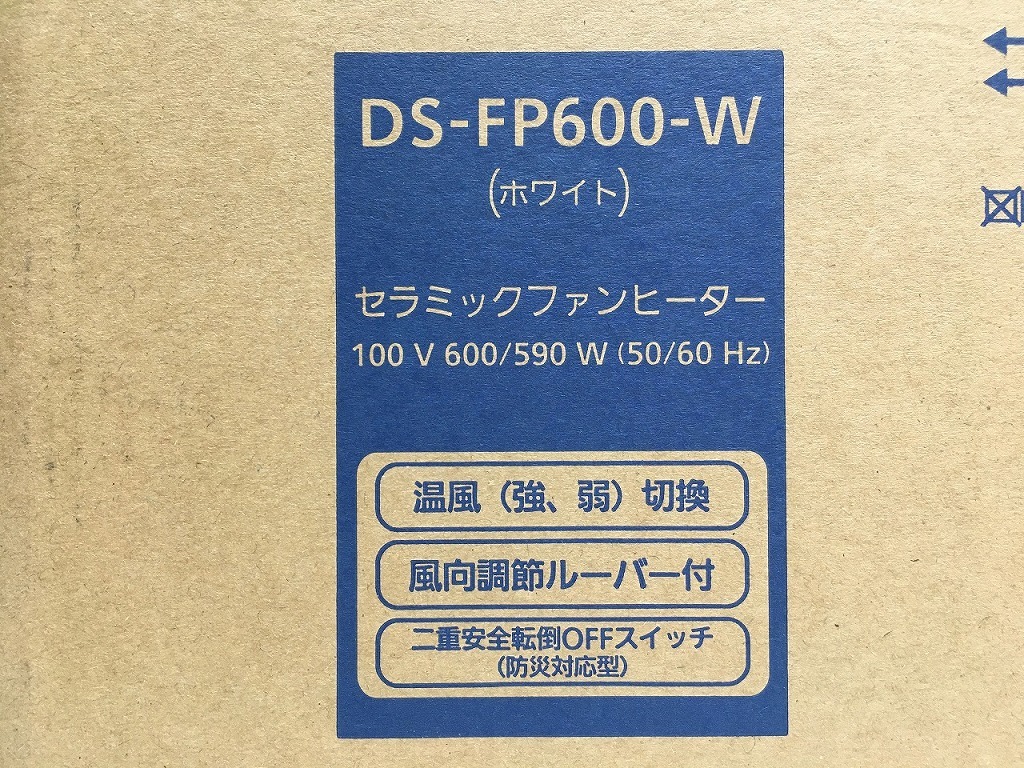 DS-FP600-W
(ホワイト)
セラミックファンヒーター
100 V 600/590 W (50/60 Hz)
温風（強、弱）切換
風向調節ルーバー付
二重安全転倒OFFスイッチ
(防災対応型)